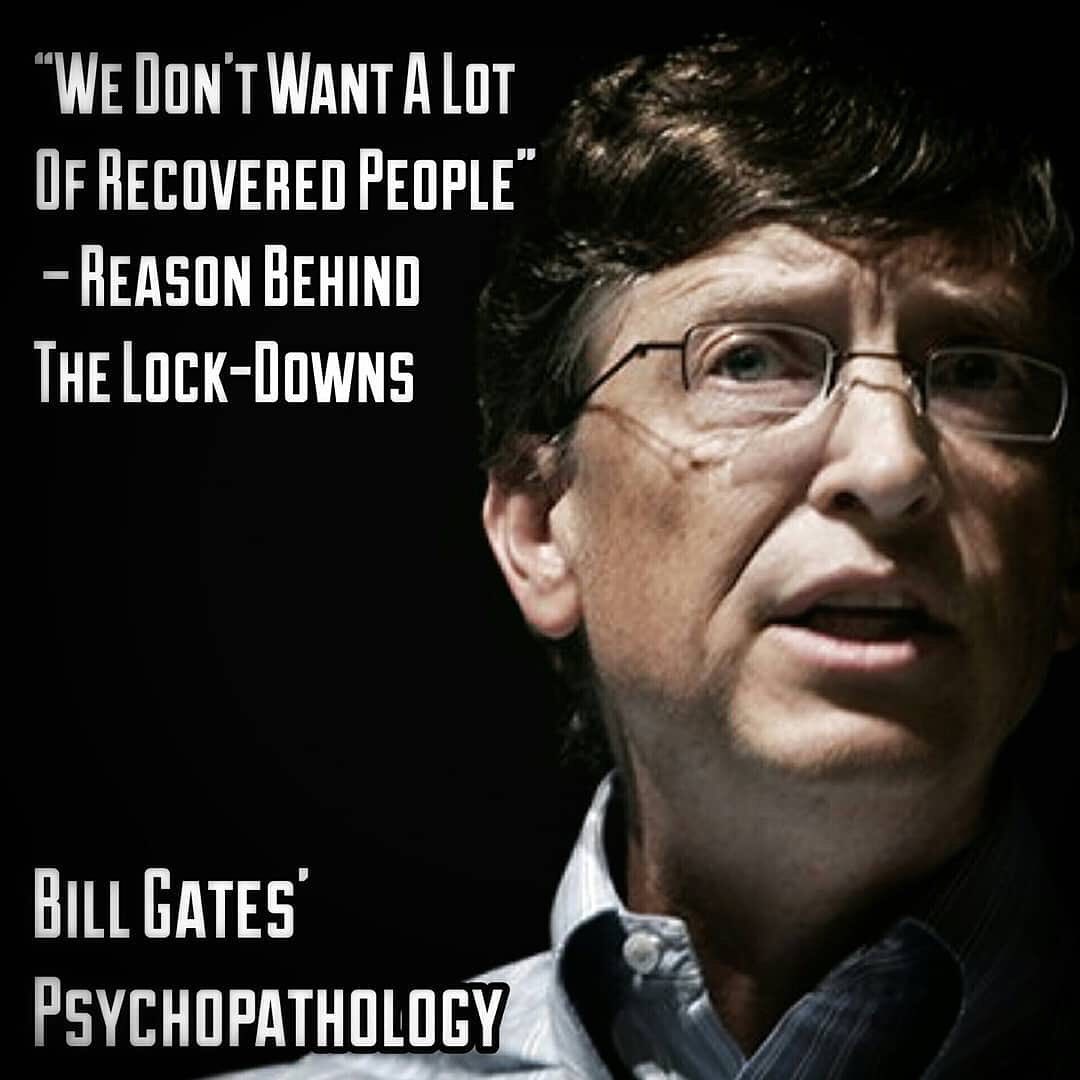 “We Don’t Want A Lot
Of Recovered People”
– Reason Behind
The Lock-Downs
Bill Gates’
Psychopathology